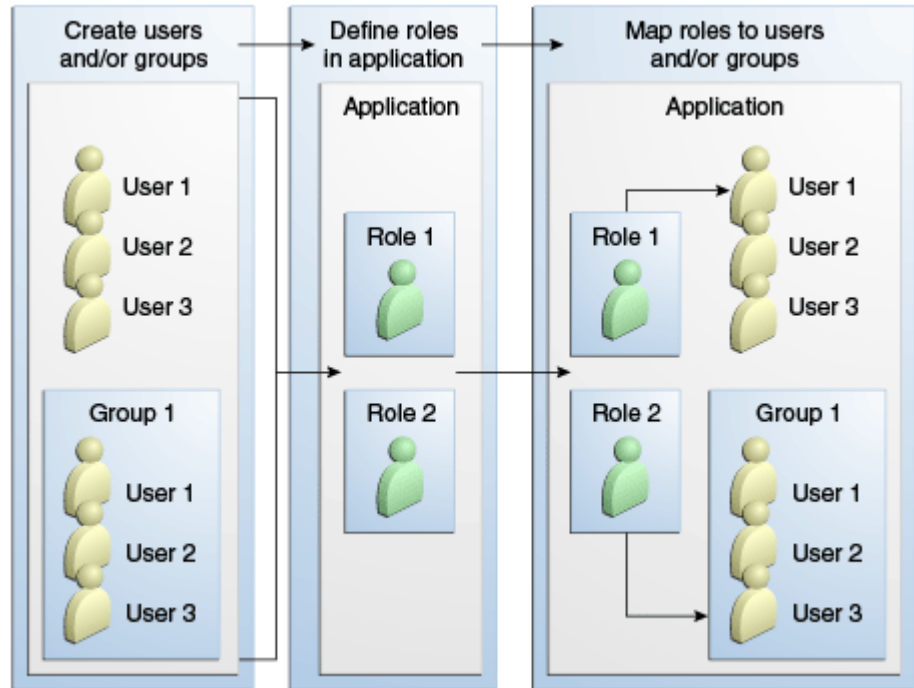 Create users
and/or groups
User 1
User 2
User 3
Group 1
User 1
User 2
User 3
Define roles
in application
Application
Role 1
Role 2
Map roles to users
and/or groups
Application
Role 1
User 1
User 2
User 3
Role 2
Group 1
User 1
User 2
User 3